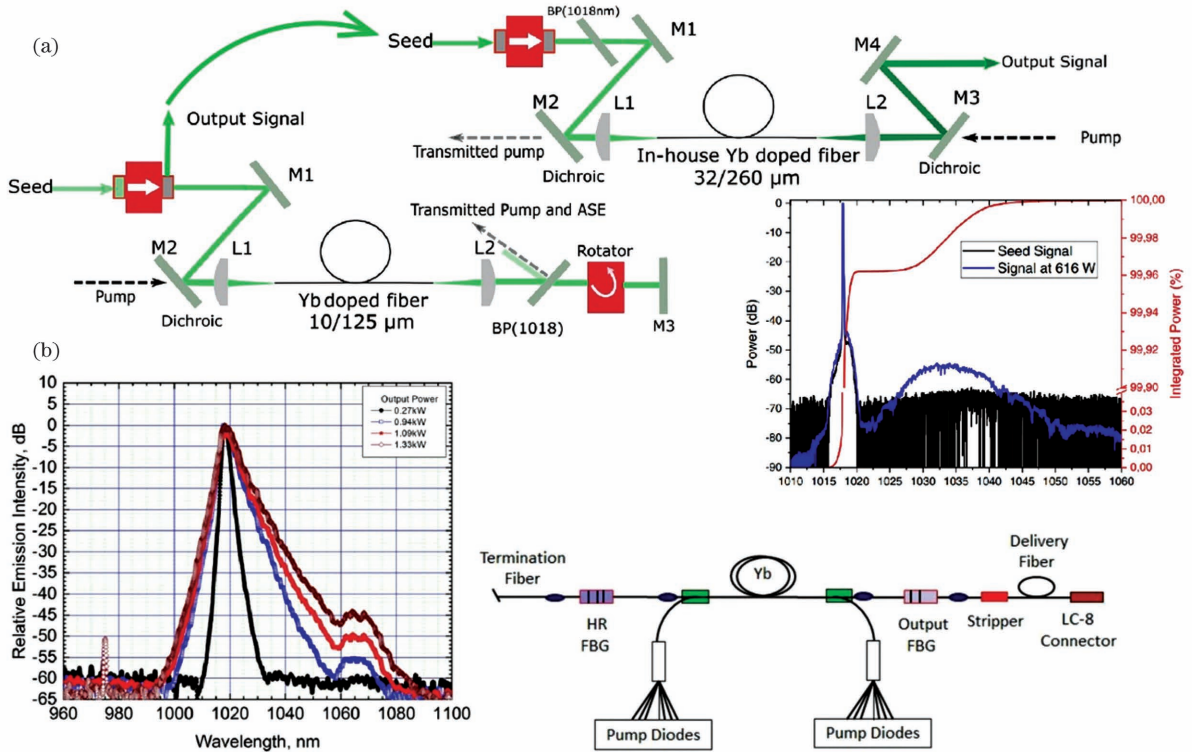 (a)
Seed
BP(1018nm)
M1
M4
Output Signal
M2
L1
L2
M3
Transmitted pump
Dichroic
In-house Yb doped fiber
32/260 μm
Dichroic
Pump
Output Signal
Seed
M1
M2
L1
Pump
Dichroic
Yb doped fiber
10/125 μm
Transmitted Pump and ASE
L2
BP(1018)
Rotator
M3
Power (dB)
0
-10
-20
-30
-40
-50
-60
-70
-80
-90
1010
1015
1020
1025
1030
1035
1040
1045
1050
1055
1060
Seed Signal
Signal at 616 W
100,00
99,98
99,96
99,94
99,92
99,90
0,03
0,02
0,01
0,00
Integrated Power (%)
(b)
Relative Emission Intensity, dB
10
5
0
-5
-10
-15
-20
-25
-30
-35
-40
-45
-50
-55
-60
-65
960
980
1000
1020
1040
1060
1080
1100
Wavelength, nm
Output Power
0.27kW
0.94kW
1.09kW
1.33kW
Termination
Fiber
HR
FBG
Yb
Output
FBG
Stripper
Delivery
Fiber
LC-8
Connector
Pump Diodes
Pump Diodes